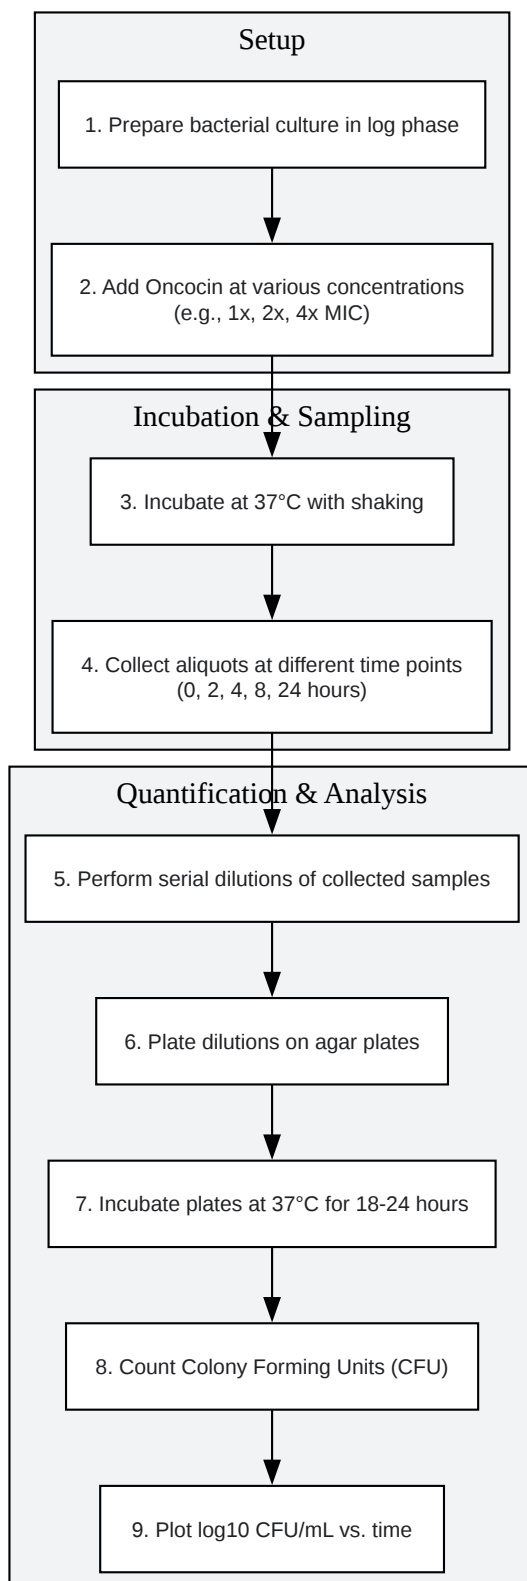 Setup
1. Prepare bacterial culture in log phase
2. Add Oncocin at various concentrations
(e.g., 1x, 2x, 4x MIC)
Incubation & Sampling
3. Incubate at 37°C with shaking
4. Collect aliquots at different time points
(0, 2, 4, 8, 24 hours)
Quantification & Analysis
5. Perform serial dilutions of collected samples
6. Plate dilutions on agar plates
7. Incubate plates at 37°C for 18-24 hours
8. Count Colony Forming Units (CFU)
9. Plot log10 CFU/mL vs. time